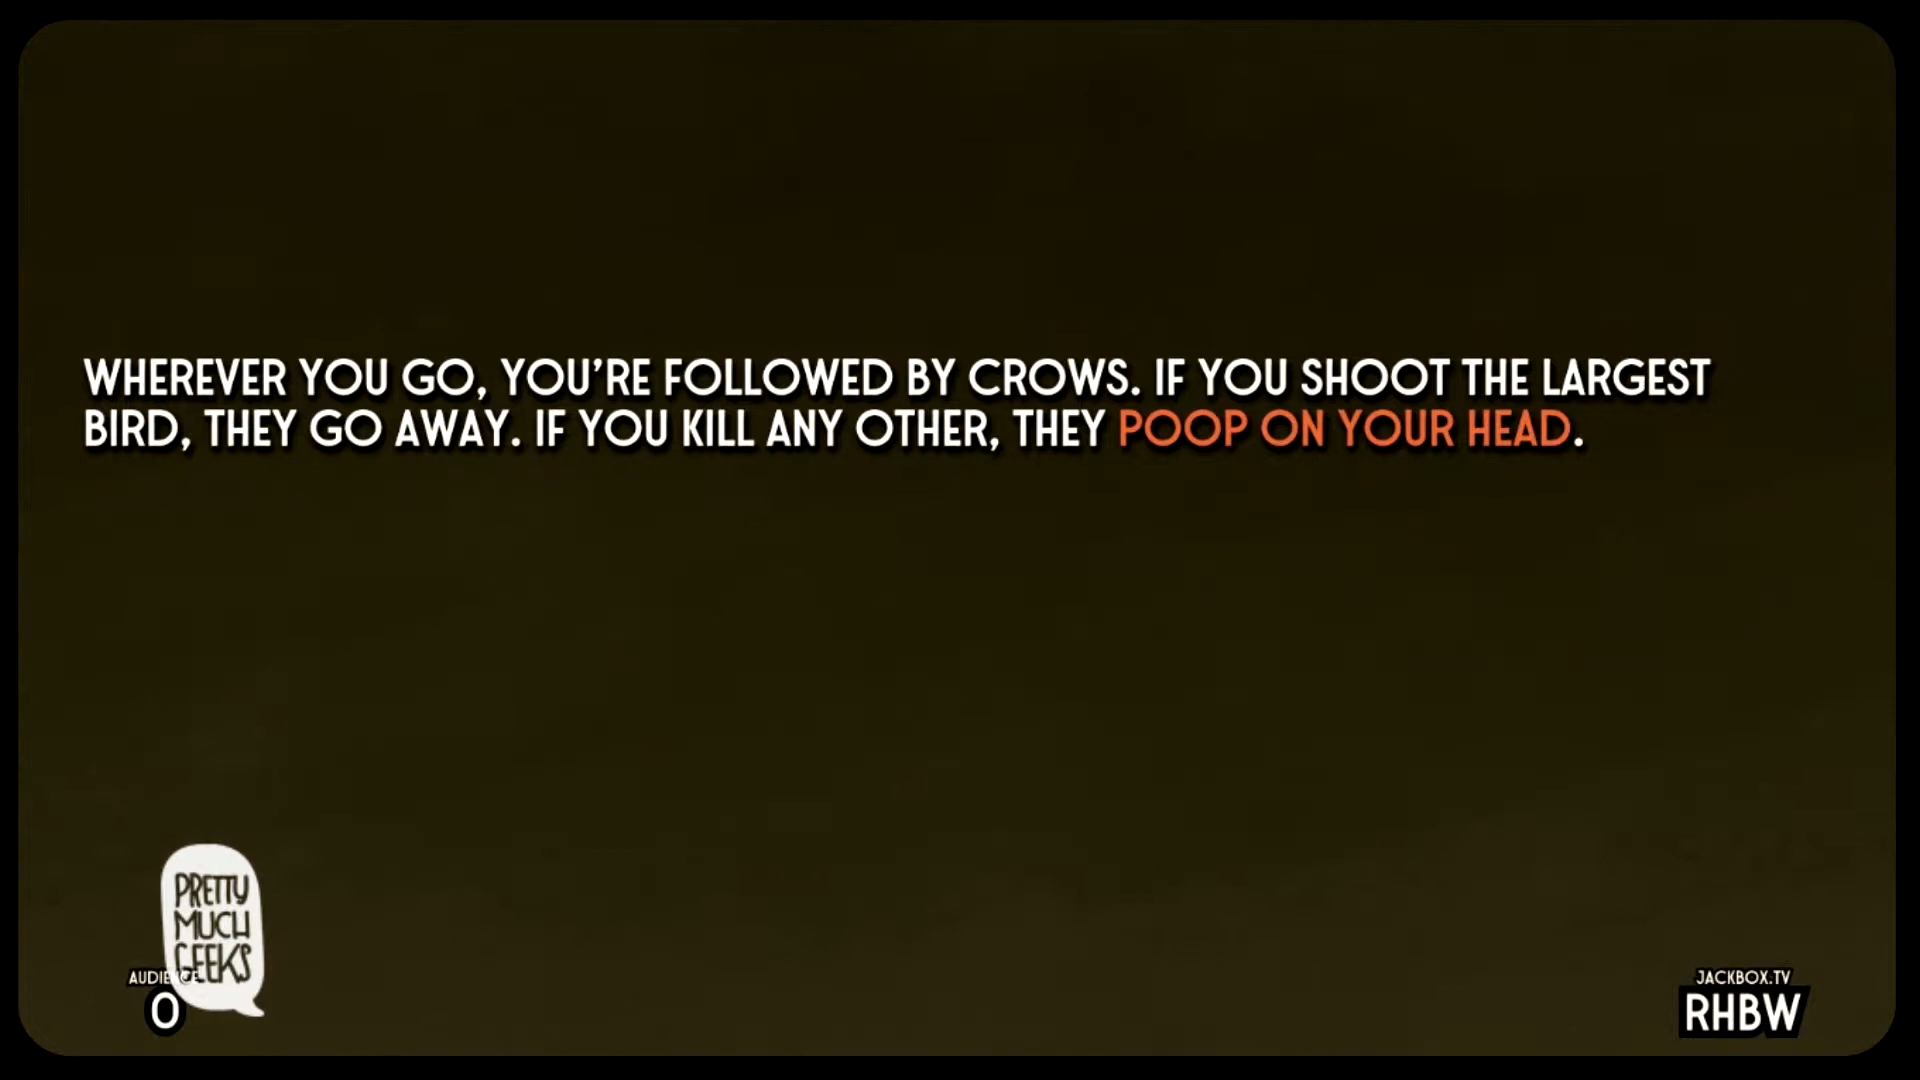 WHEREVER YOU GO, YOU'RE FOLLOWED BY CROWS. IF YOU SHOOT THE LARGEST
BIRD, THEY GO AWAY. IF YOU KILL ANY OTHER, THEY POOP ON YOUR HEAD.
PRETTY
MUCH
GEEKS
AUDIENCE
0
JACKBOX.TV
RHBW